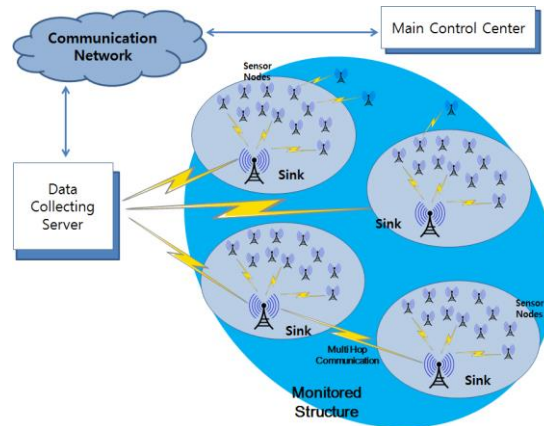 Communication
Network
Main Control Center
Sensor
Nodes
Sink
Data
Collecting
Server
Sink
Sink
Sensor
Nodes
Multi Hop
Communication
Sink
Monitored
Structure